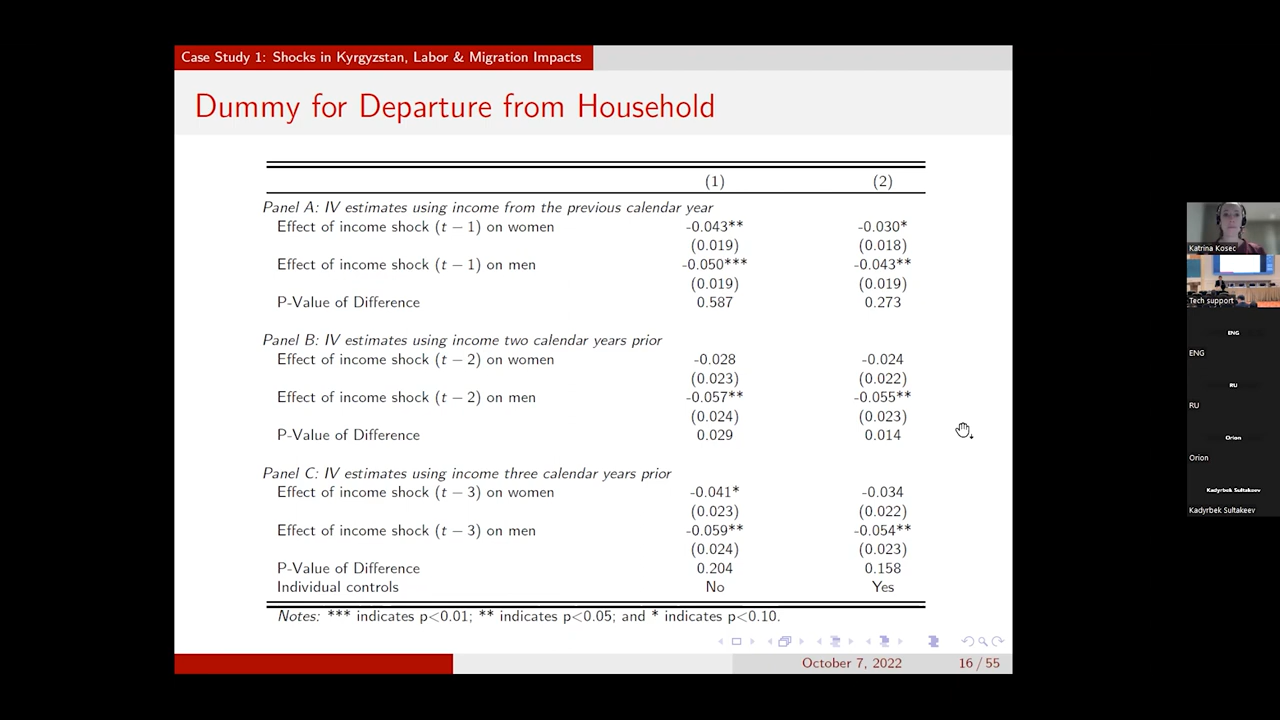 Case Study 1: Shocks in Kyrgyzstan, Labor & Migration Impacts
Dummy for Departure from Household
(1) (2)
Panel A: IV estimates using income from the previous calendar year
Effect of income shock (t − 1) on women -0.043** -0.030*
(0.019) (0.018)
Effect of income shock (t − 1) on men -0.050*** -0.043**
(0.019) (0.019)
P-Value of Difference 0.587 0.273
Panel B: IV estimates using income two calendar years prior
Effect of income shock (t − 2) on women -0.028 -0.024
(0.023) (0.022)
Effect of income shock (t − 2) on men -0.057** -0.055**
(0.024) (0.023)
P-Value of Difference 0.029 0.014
Panel C: IV estimates using income three calendar years prior
Effect of income shock (t − 3) on women -0.041* -0.034
(0.023) (0.022)
Effect of income shock (t − 3) on men -0.059** -0.054**
(0.024) (0.023)
P-Value of Difference 0.204 0.158
Individual controls No Yes
Notes: *** indicates p<0.01; ** indicates p<0.05; and * indicates p<0.10.
October 7, 2022 16 / 55
Katrina Kosec
Tech support
ENG
ENG
RU
RU
Orion
Orion
Kadyrbek Sultakeev
Kadyrbek Sultakeev